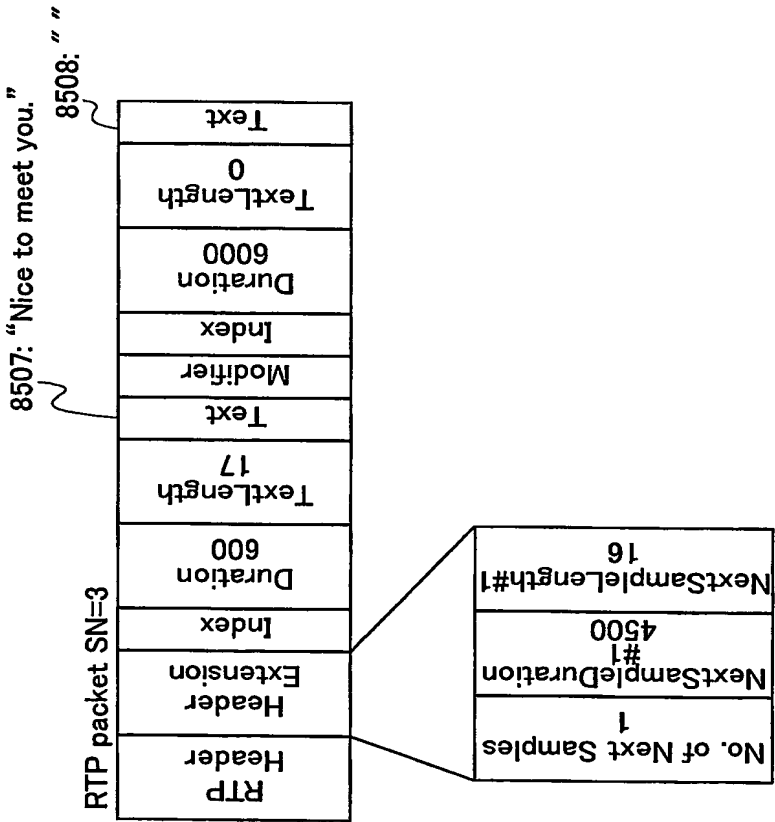 RTP packet SN=3
RTP
Header
Header
Extension
Index
Duration
600
TextLength
17
Text
Modifier
Index
Duration
6000
TextLength
0
Text
8507: “Nice to meet you.”
8508: “ ”
No. of Next Samples
1
NextSampleDuration
#1
4500
NextSampleLength#1
16